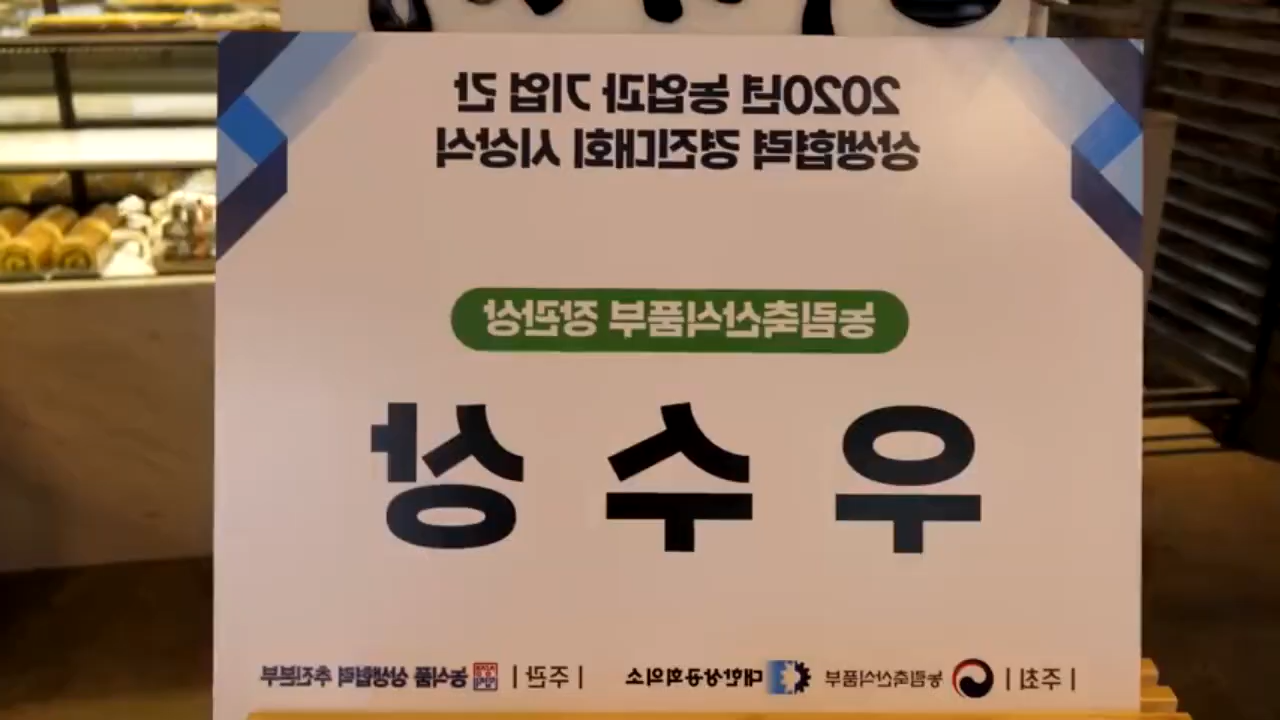 2020년 농업과 기업 간
상생협력 경진대회 시상식
농림축산식품부 장관상
우수상
| 주최 | 농림축산식품부 대한상공회의소 | 주관 | 농식품 상생협력 추진본부